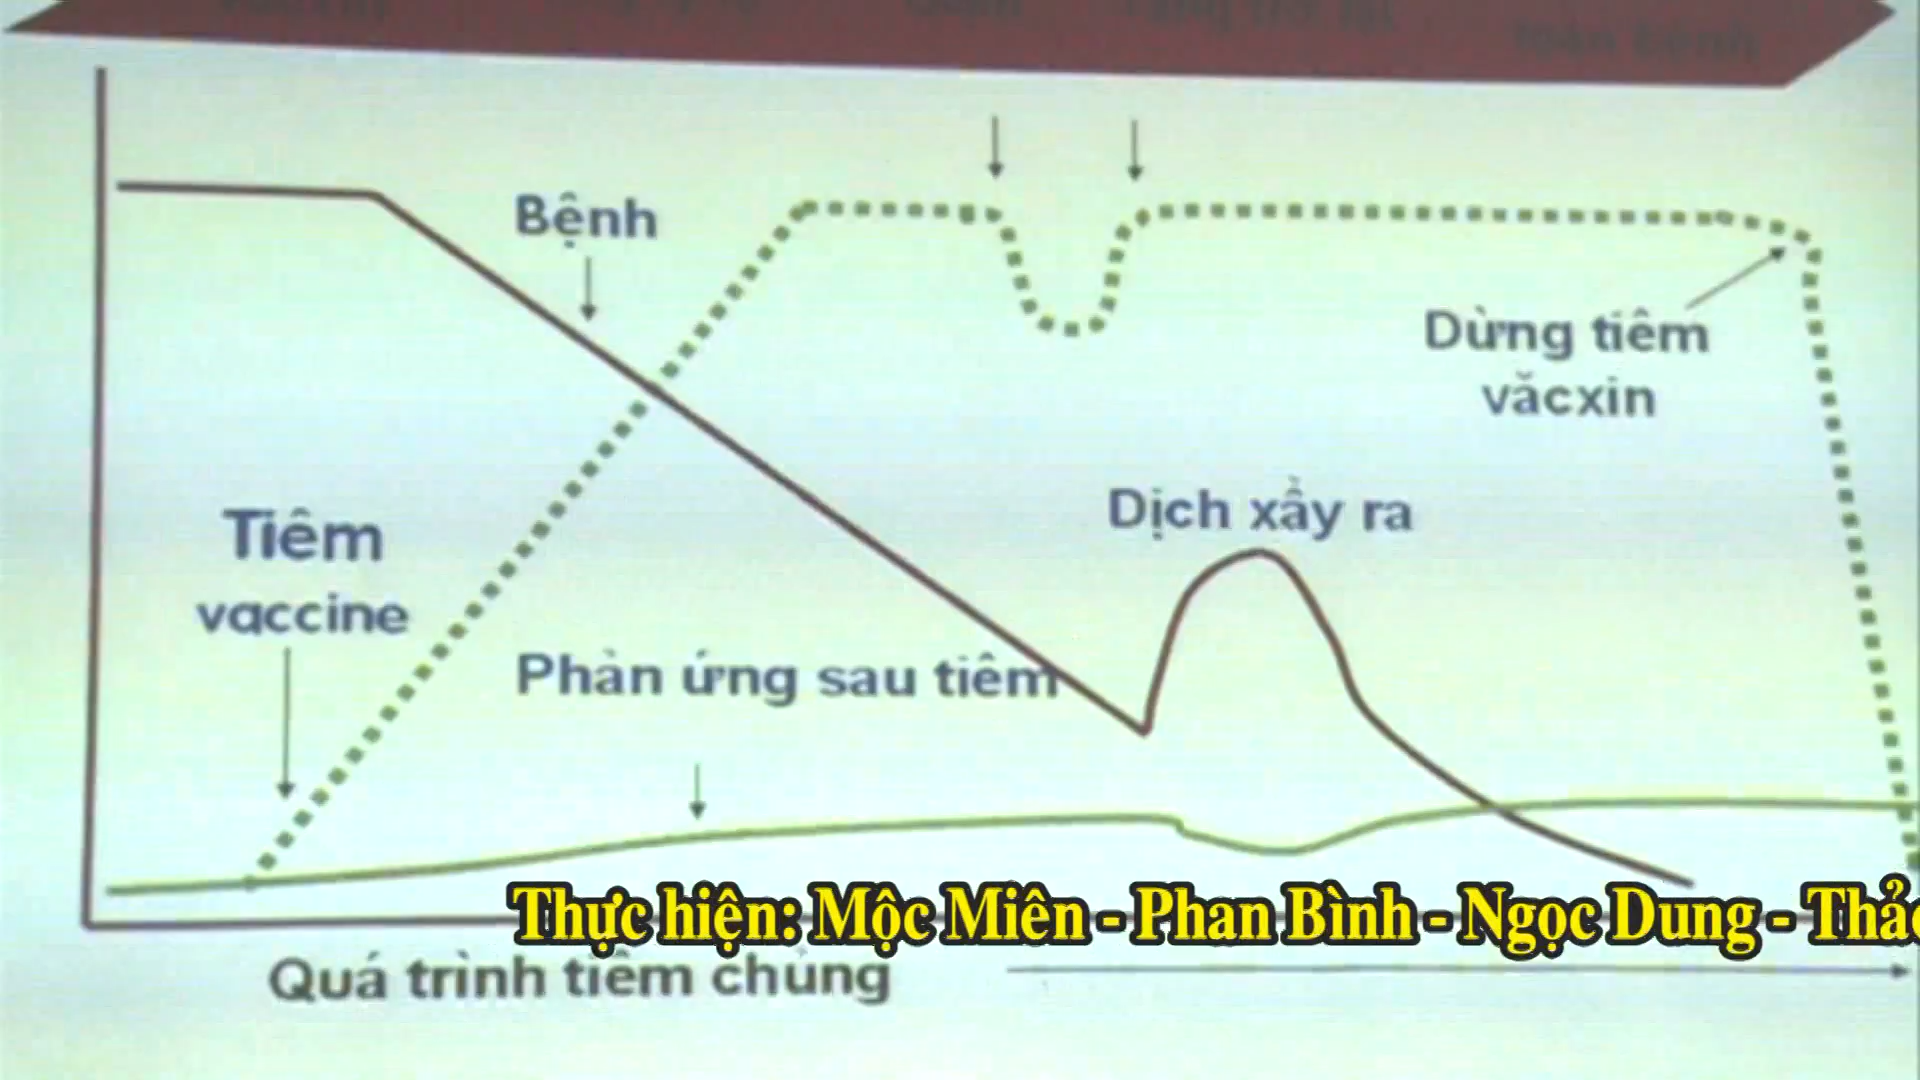 Bệnh
Dừng tiêm
văcxin
Dịch xẩy ra
Tiêm
vaccine
Phản ứng sau tiêm
Thực hiện: Mộc Miên - Phan Bình - Ngọc Dung -
Quá trình tiêm chủng